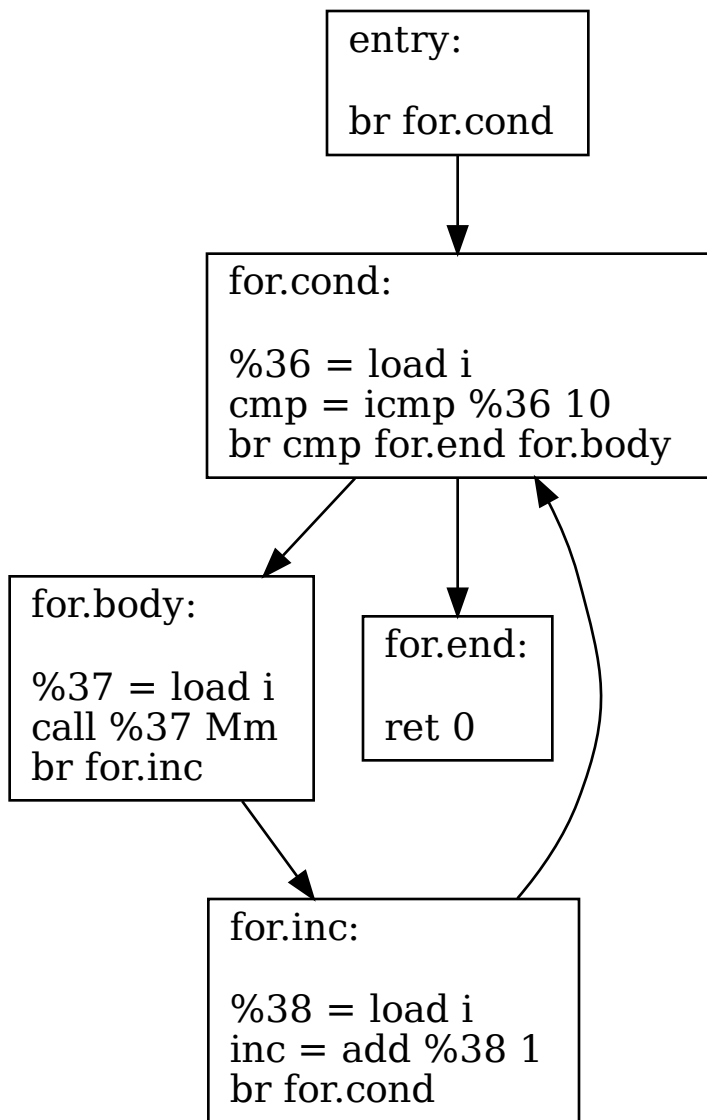 entry:
br for.cond
for.cond:
%36 = load i
cmp = icmp %36 10
br cmp for.end for.body
for.body:
%37 = load i
call %37 Mm
br for.inc
for.end:
ret 0
for.inc:
%38 = load i
inc = add %38 1
br for.cond